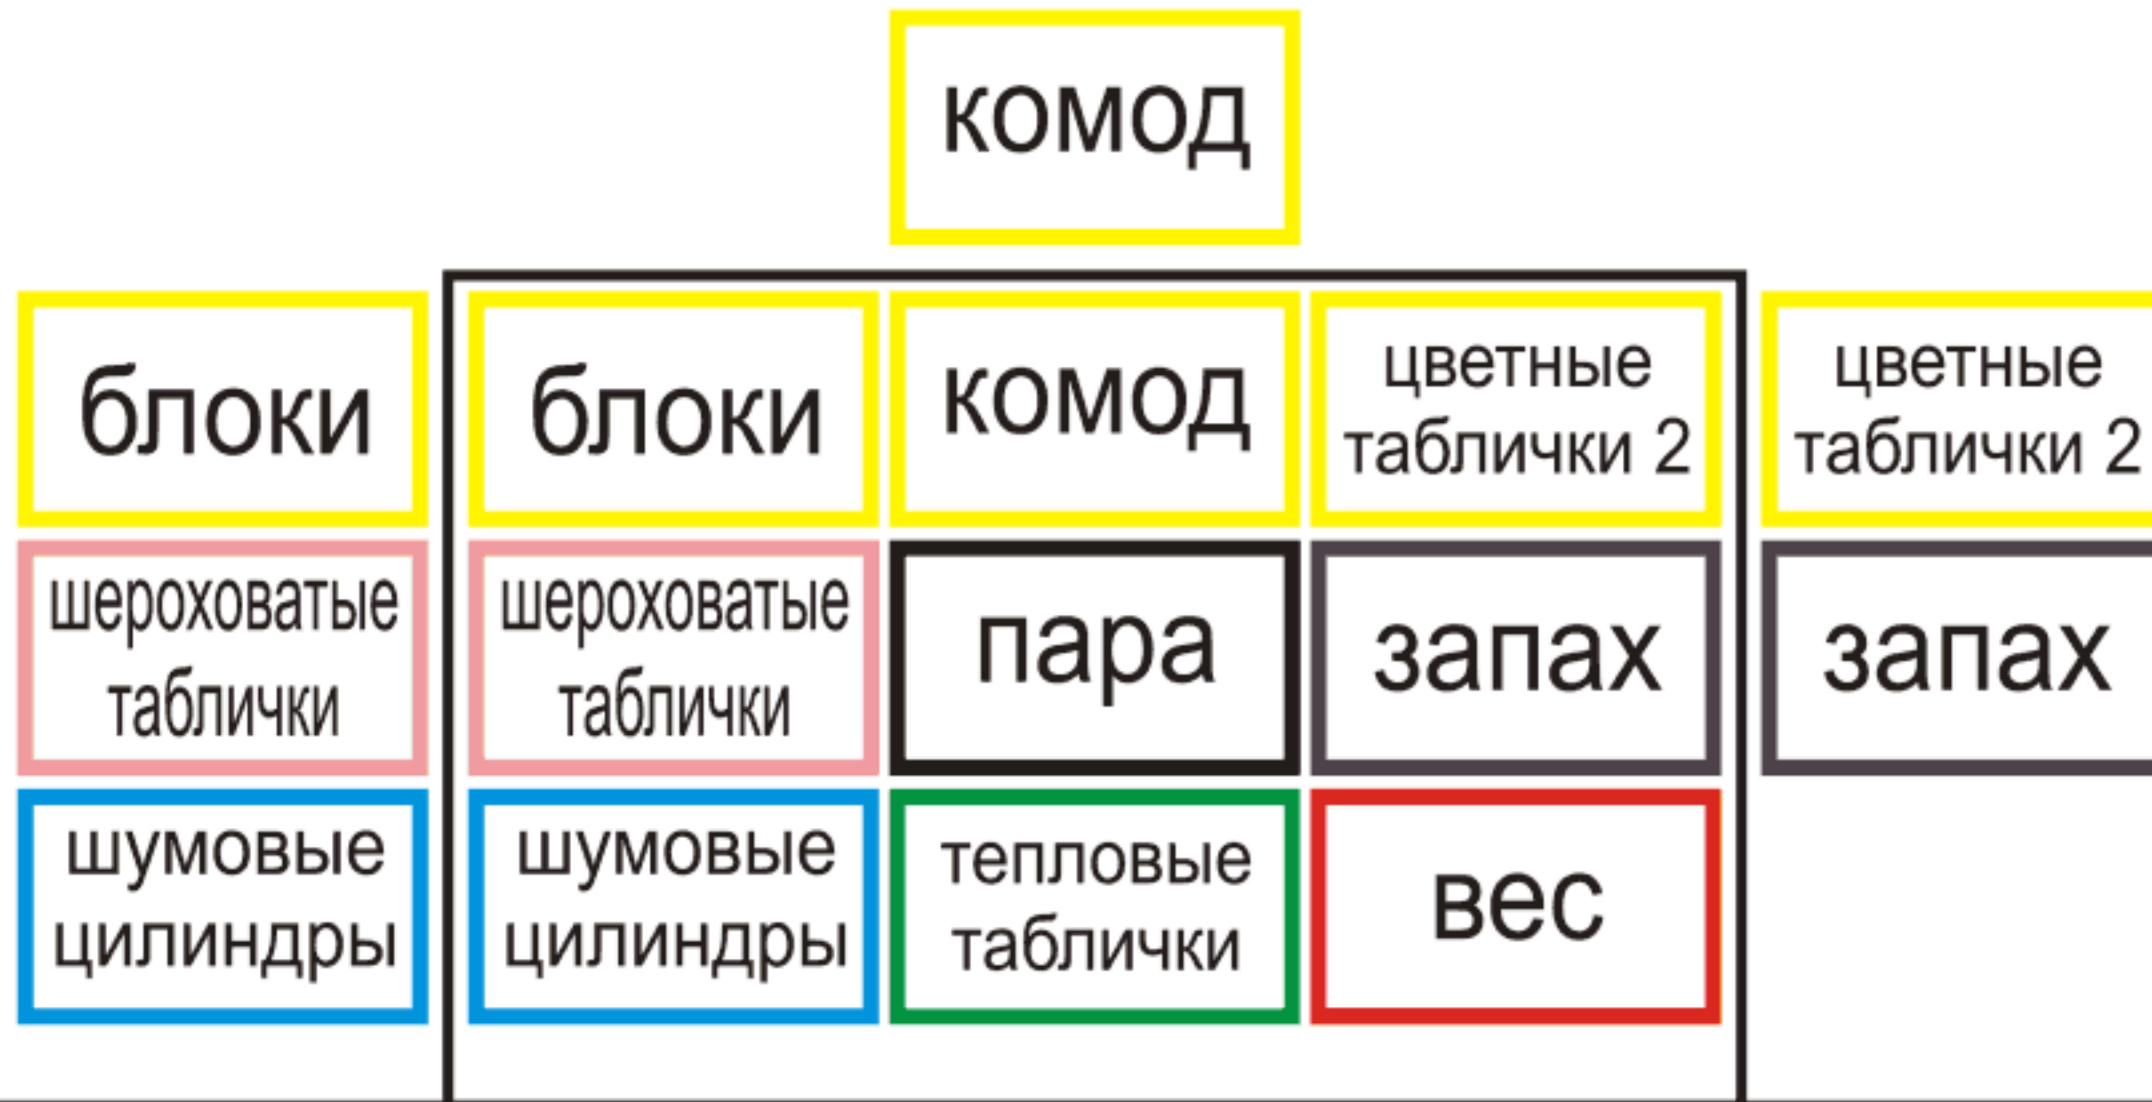 комод
блоки
блоки
комод
цветные
таблички 2
цветные
таблички 2
шероховатые
таблички
шероховатые
таблички
пара
запах
запах
шумовые
цилиндры
шумовые
цилиндры
тепловые
таблички
вес